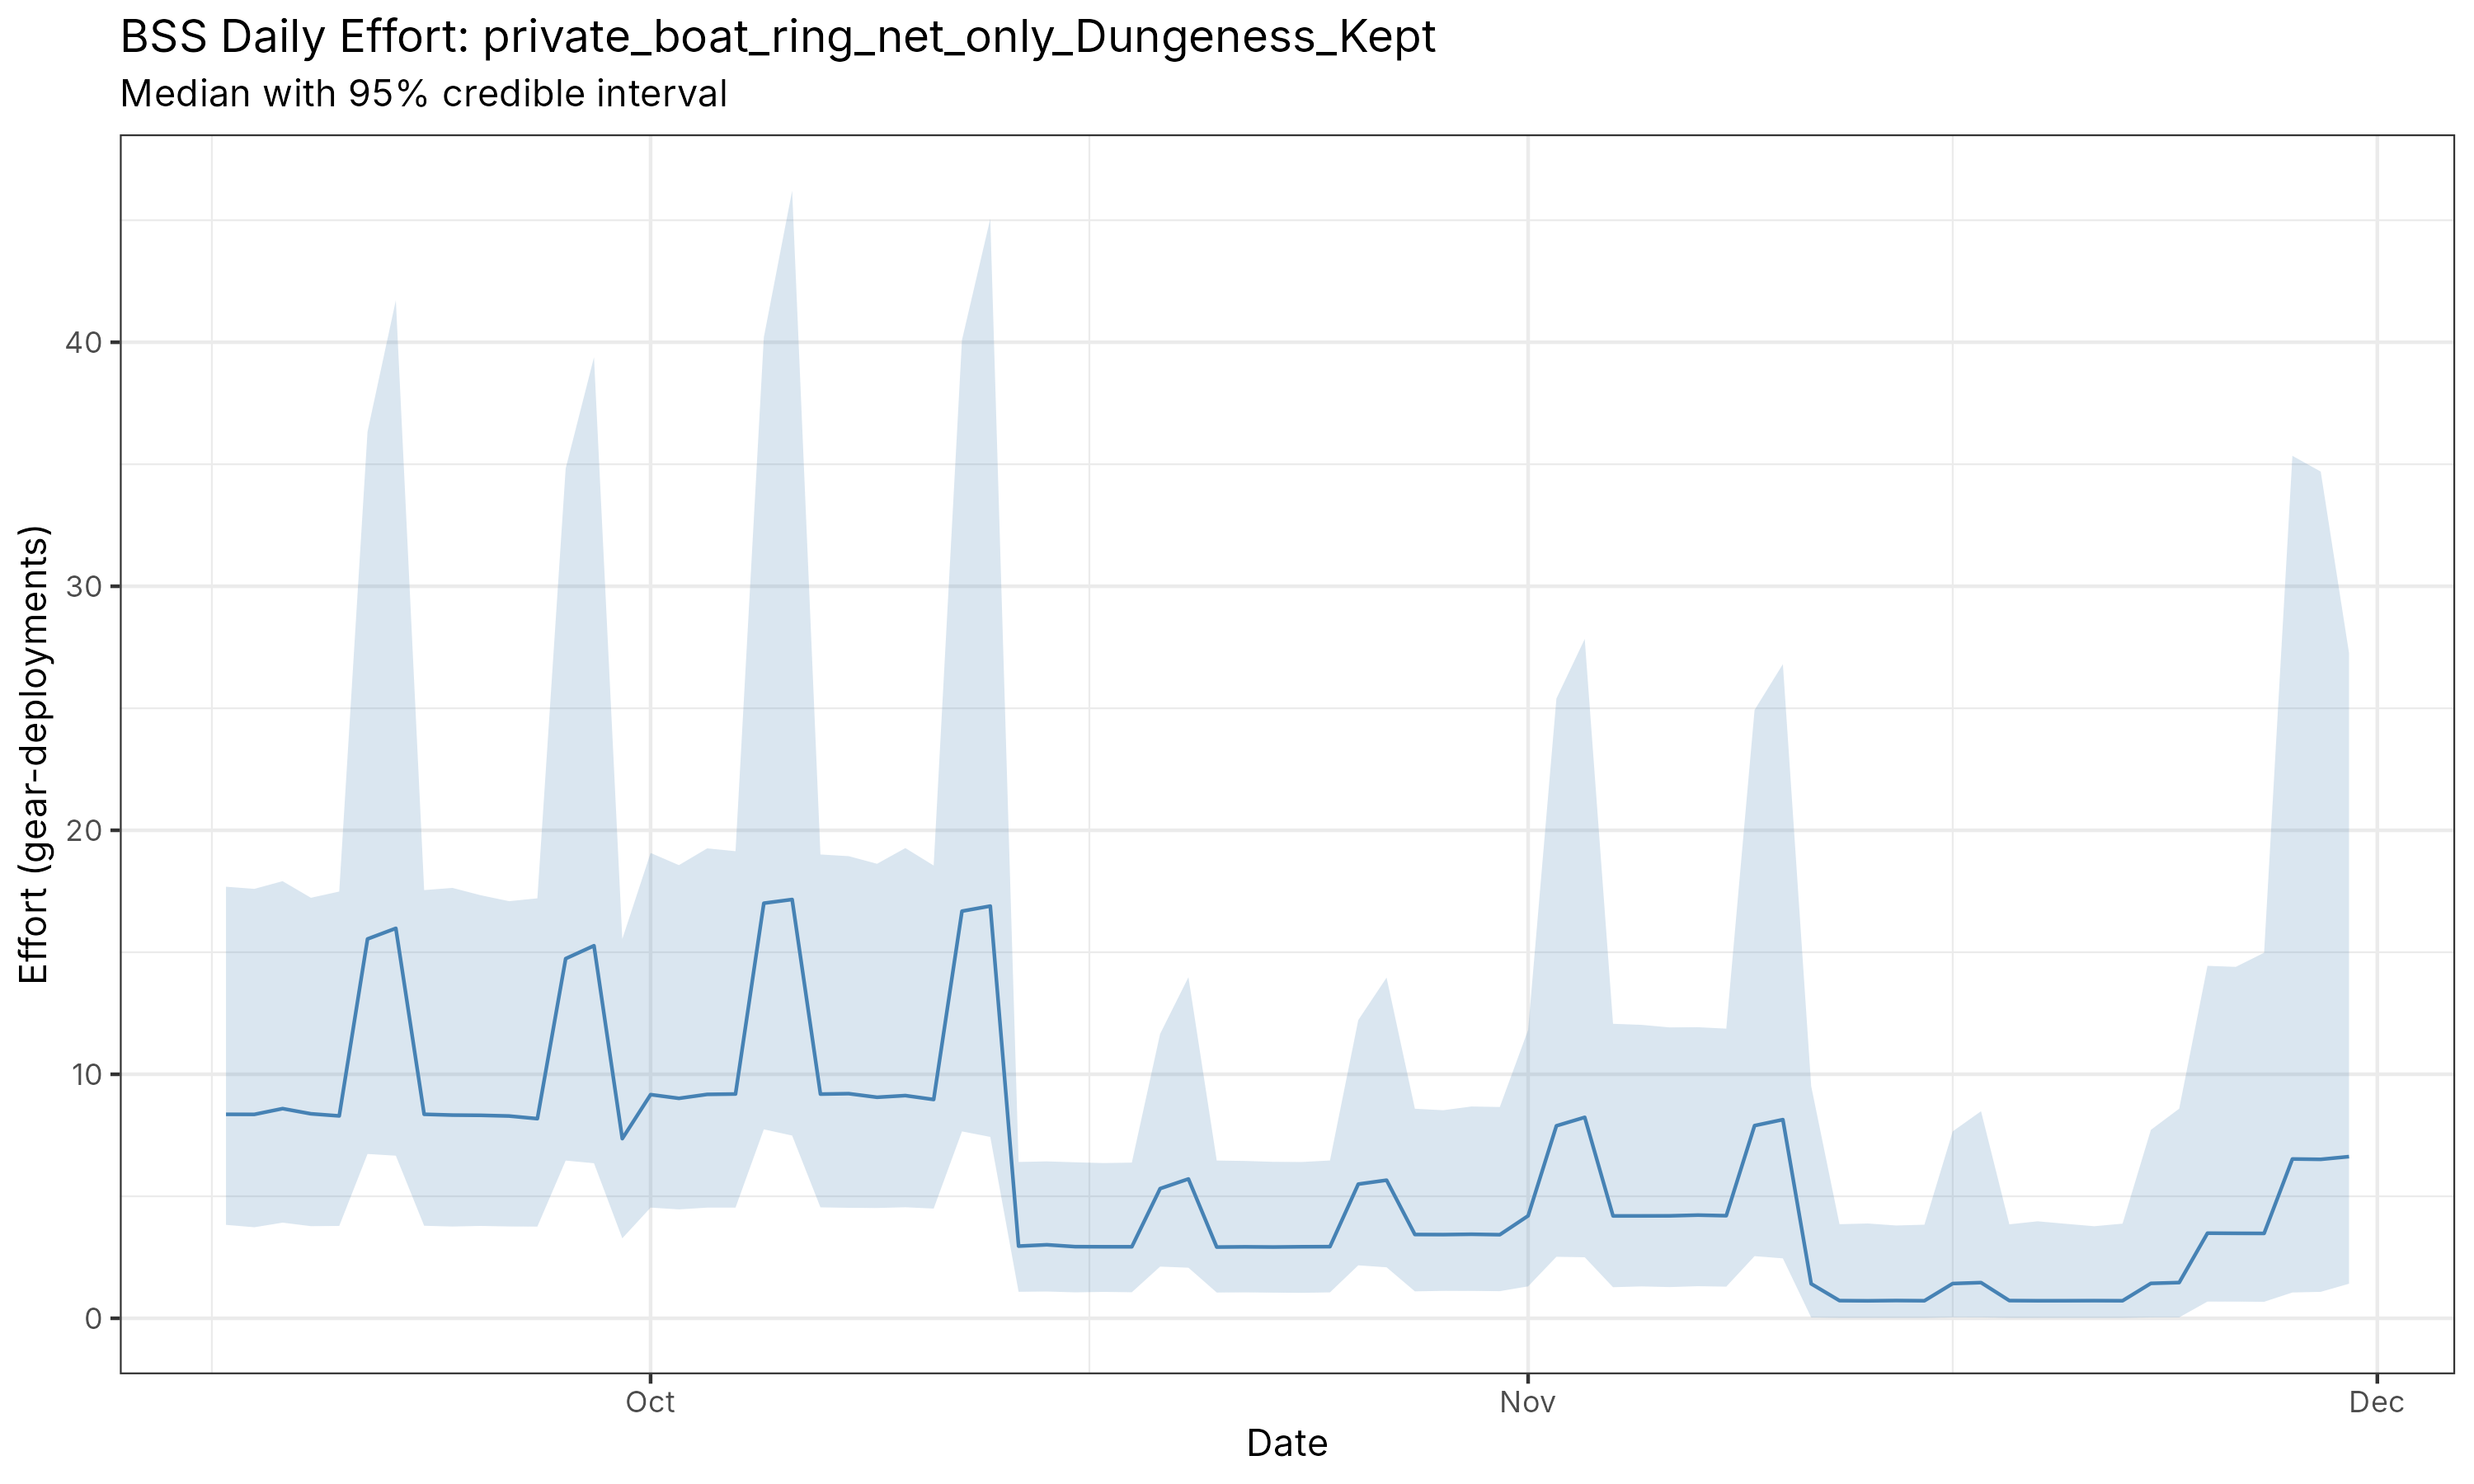 BSS Daily Effort: private_boat_ring_net_only_Dungeness_Kept
Median with 95% credible interval
Effort (gear-deployments)
40
30
20
10
0
Oct
Nov
Dec
Date